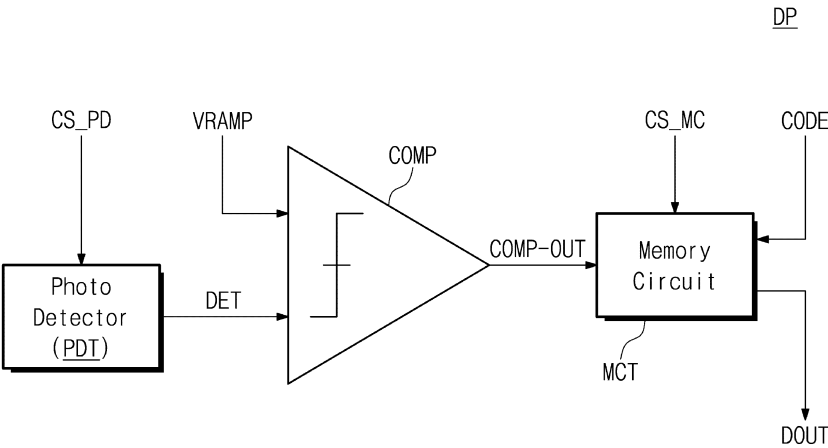 DP
CS_PD
VRAMP
COMP
CS_MC
CODE
Photo
Detector
(PDT)
DET
COMP-OUT
Memory
Circuit
MCT
DOUT